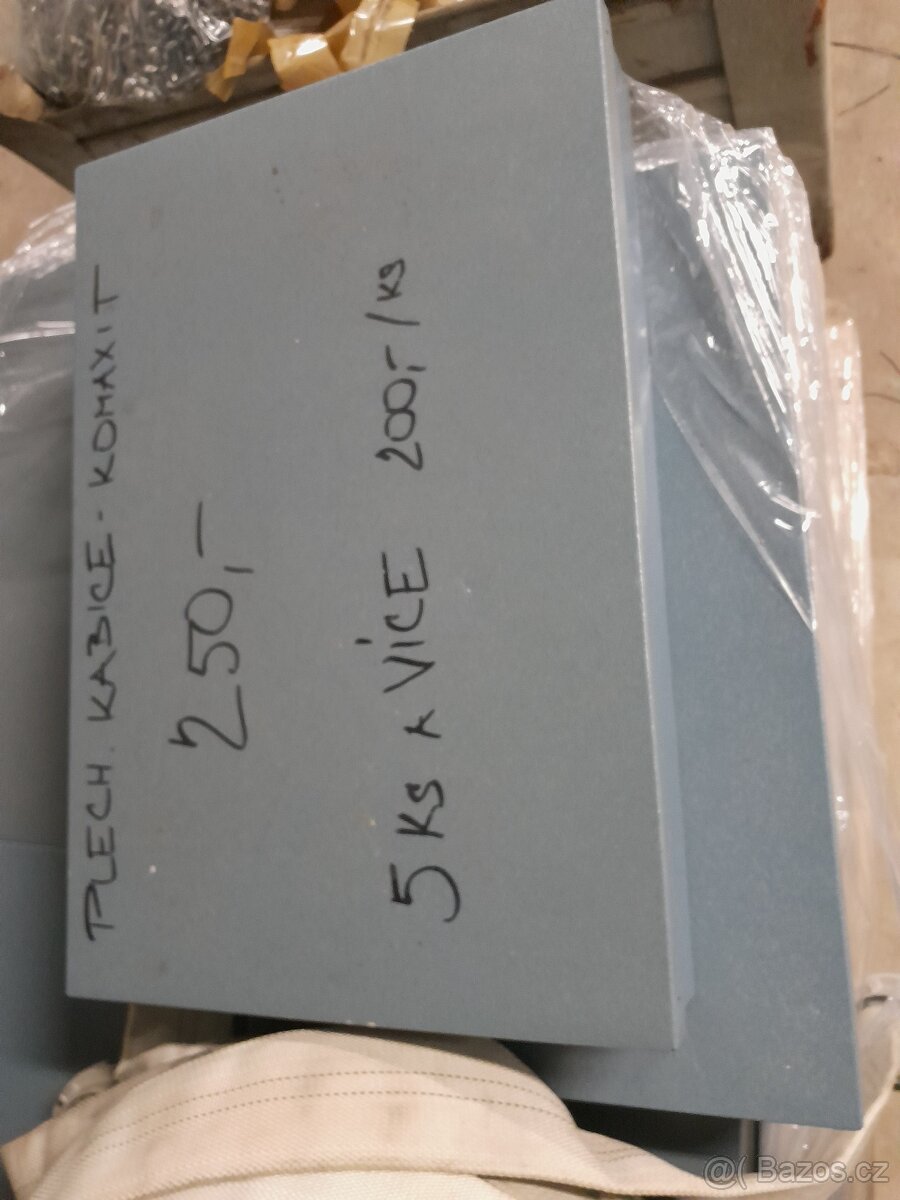 PLECH. KABICE - KOMAXIT
250,-
5 KS A VÍCE 200,-/KS
@( Bazos.cz